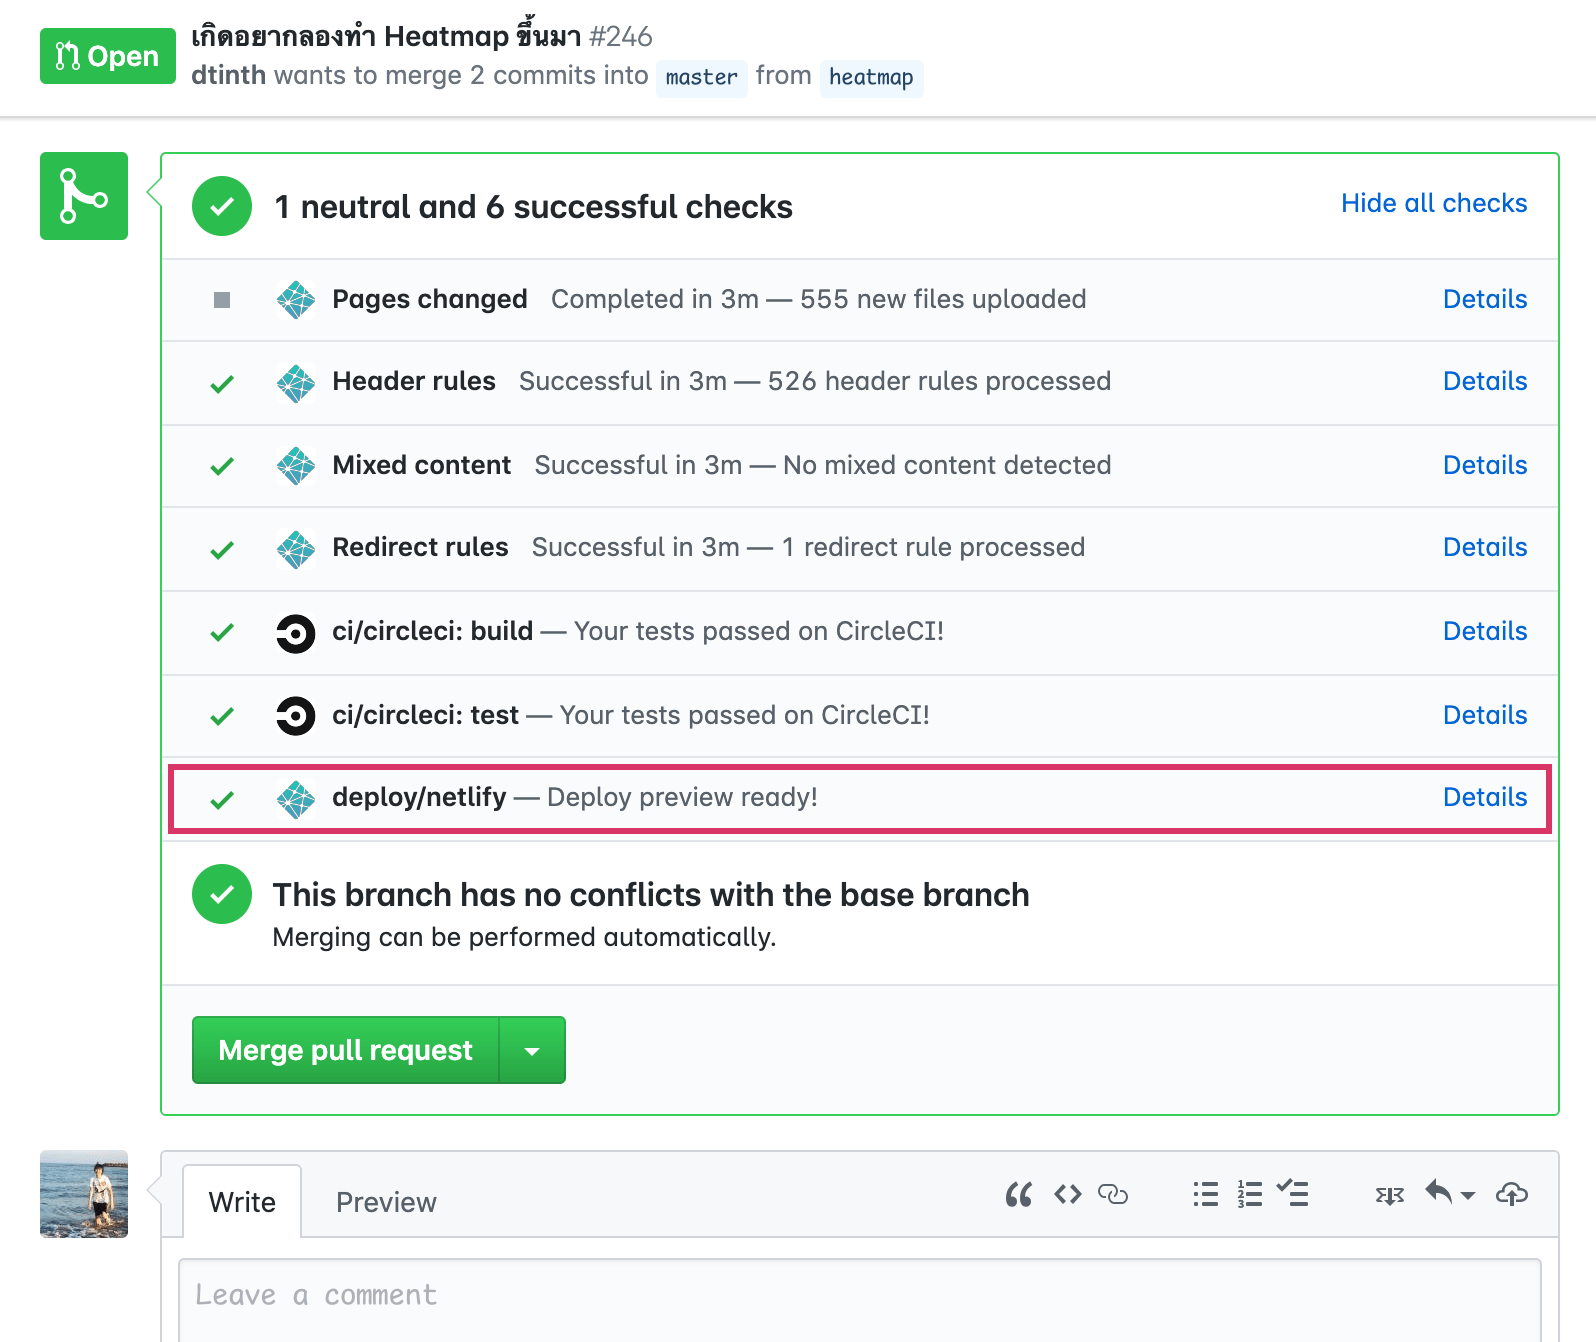 Open
เกิดอยากลองทำ Heatmap ขึ้นมา #246
dtinth wants to merge 2 commits into master from heatmap
1 neutral and 6 successful checks
Hide all checks
Pages changed Completed in 3m — 555 new files uploaded Details
Header rules Successful in 3m — 526 header rules processed Details
Mixed content Successful in 3m — No mixed content detected Details
Redirect rules Successful in 3m — 1 redirect rule processed Details
ci/circleci: build — Your tests passed on CircleCI! Details
ci/circleci: test — Your tests passed on CircleCI! Details
deploy/netlify — Deploy preview ready! Details
This branch has no conflicts with the base branch
Merging can be performed automatically.
Merge pull request
Write Preview
Leave a comment